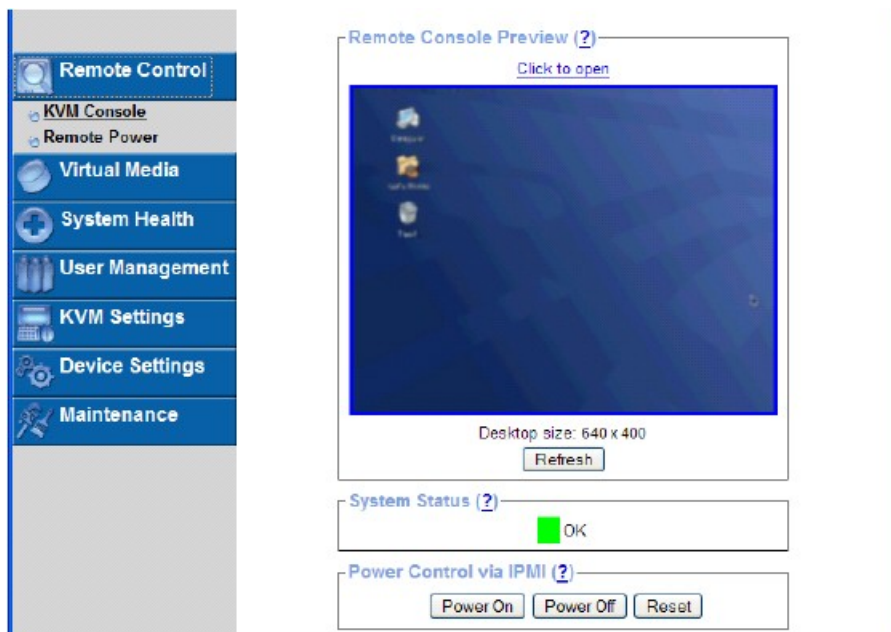 Remote Control
KVM Console
Remote Power
Virtual Media
System Health
User Management
KVM Settings
Device Settings
Maintenance
Remote Console Preview (?)
Click to open
Desktop size: 640 x 400
Refresh
System Status (?)
OK
Power Control via IPMI (?)
Power On Power Off Reset